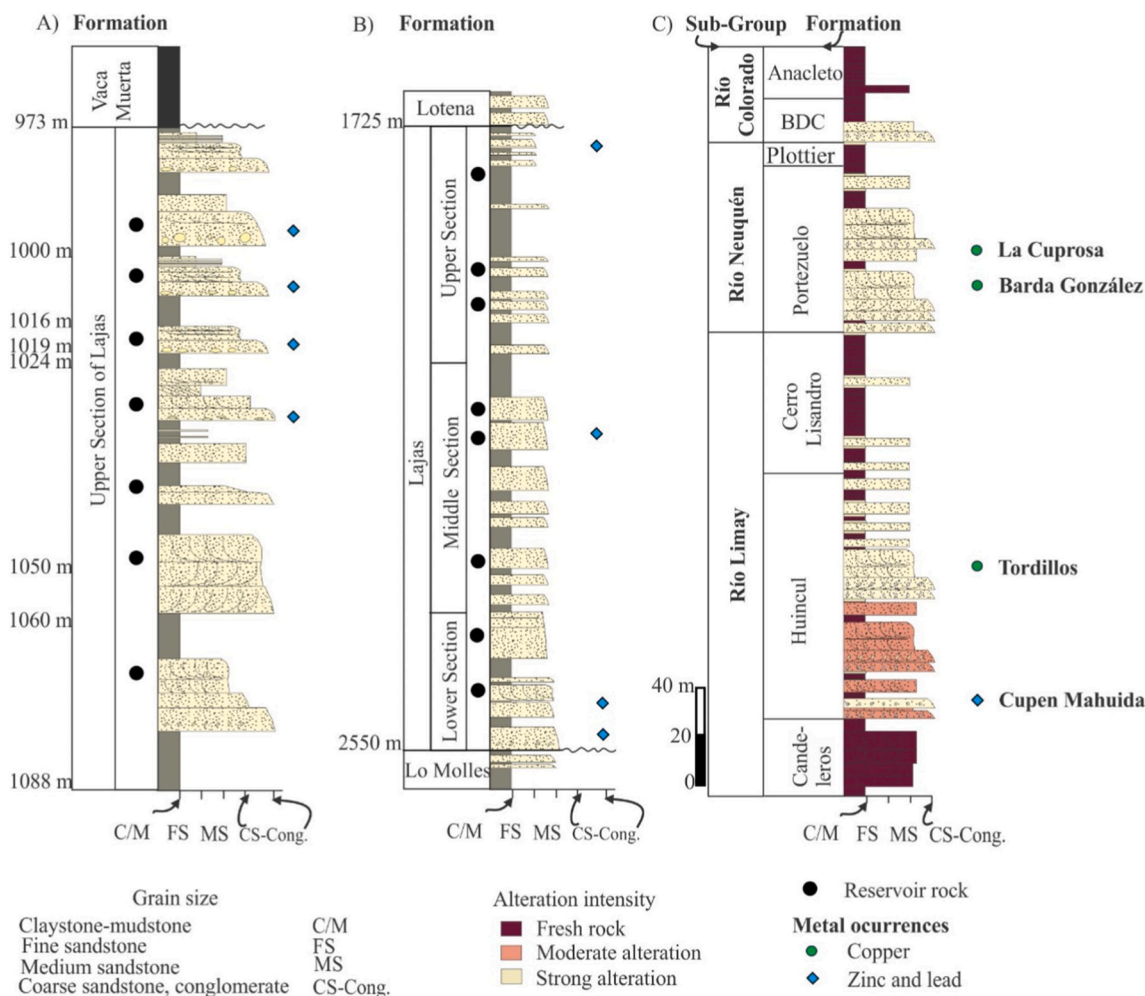 A) Formation
Vaca
Muerta
973 m
Upper Section of Lajas
1000 m
1016 m
1019 m
1024 m
1050 m
1060 m
1088 m
C/M FS MS CS-Cong.
B) Formation
Lotena
1725 m
Lajas
Upper Section
Middle Section
Lower Section
2550 m
Lo Molles
C/M FS MS CS-Cong.
C) Sub-Group Formation
Río
Colorado
Anacleto
BDC
Río Neuquén
Plottier
Portezuelo
La Cuprosa
Barda González
Río Limay
Cerro
Lisandro
Huincul
Tordillos
Cupen Mahuida
Cande-
leros
40 m
20
0
C/M FS MS CS-Cong.
Grain size
Claystone-mudstone C/M
Fine sandstone FS
Medium sandstone MS
Coarse sandstone, conglomerate CS-Cong.
Alteration intensity
Fresh rock
Moderate alteration
Strong alteration
Reservoir rock
Metal ocurrences
Copper
Zinc and lead